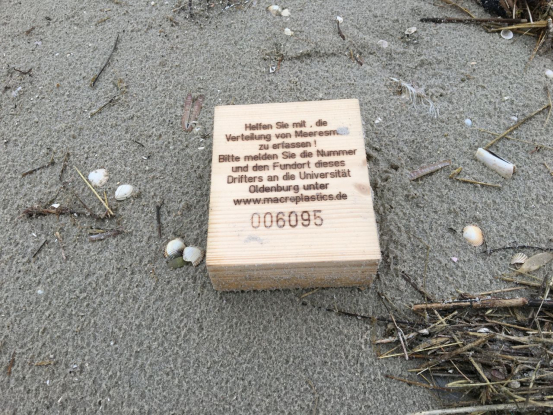 Helfen Sie mit , die
Verteilung von
zu erfassen !
Bitte melden Sie die Nummer
und den Fundort dieses
Drifters an die Universität
Oldenburg unter
www.macroplastics.de
006095